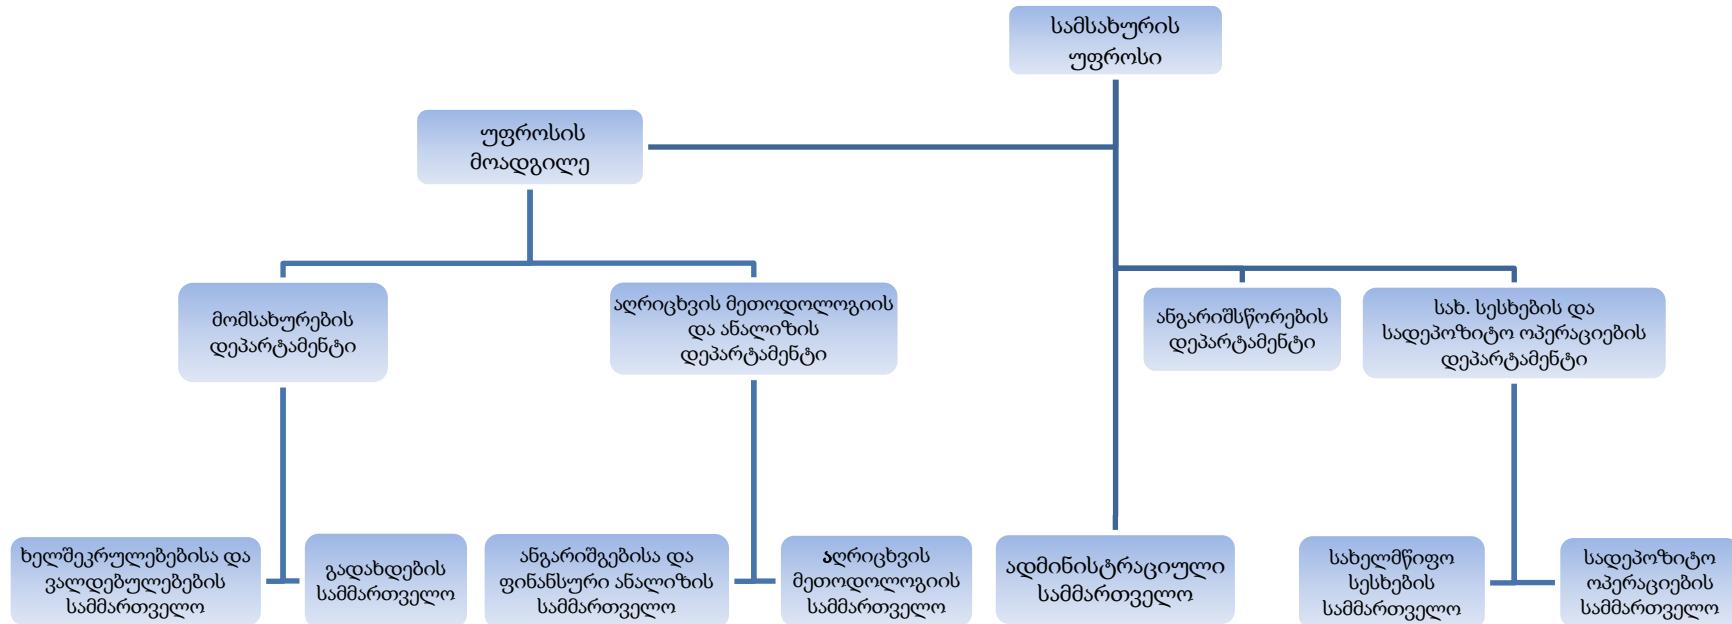 სამსახურის
უფროსი
უფროსის
მოადგილე
მომსახურების
დეპარტამენტი
აღრიცხვის მეთოდოლოგიის
და ანალიზის
დეპარტამენტი
ანგარიშსწორების
დეპარტამენტი
სახ. სესხების და
სადეპოზიტო ოპერაციების
დეპარტამენტი
ხელშეკრულებებისა და
ვალდებულებების
სამმართველო
გადახდების
სამმართველო
ანგარიშგებისა და
ფინანსური ანალიზის
სამმართველო
აღრიცხვის
მეთოდოლოგიის
სამმართველო
ადმინისტრაციული
სამმართველო
სახელმწიფო
სესხების
სამმართველო
სადეპოზიტო
ოპერაციების
სამმართველო